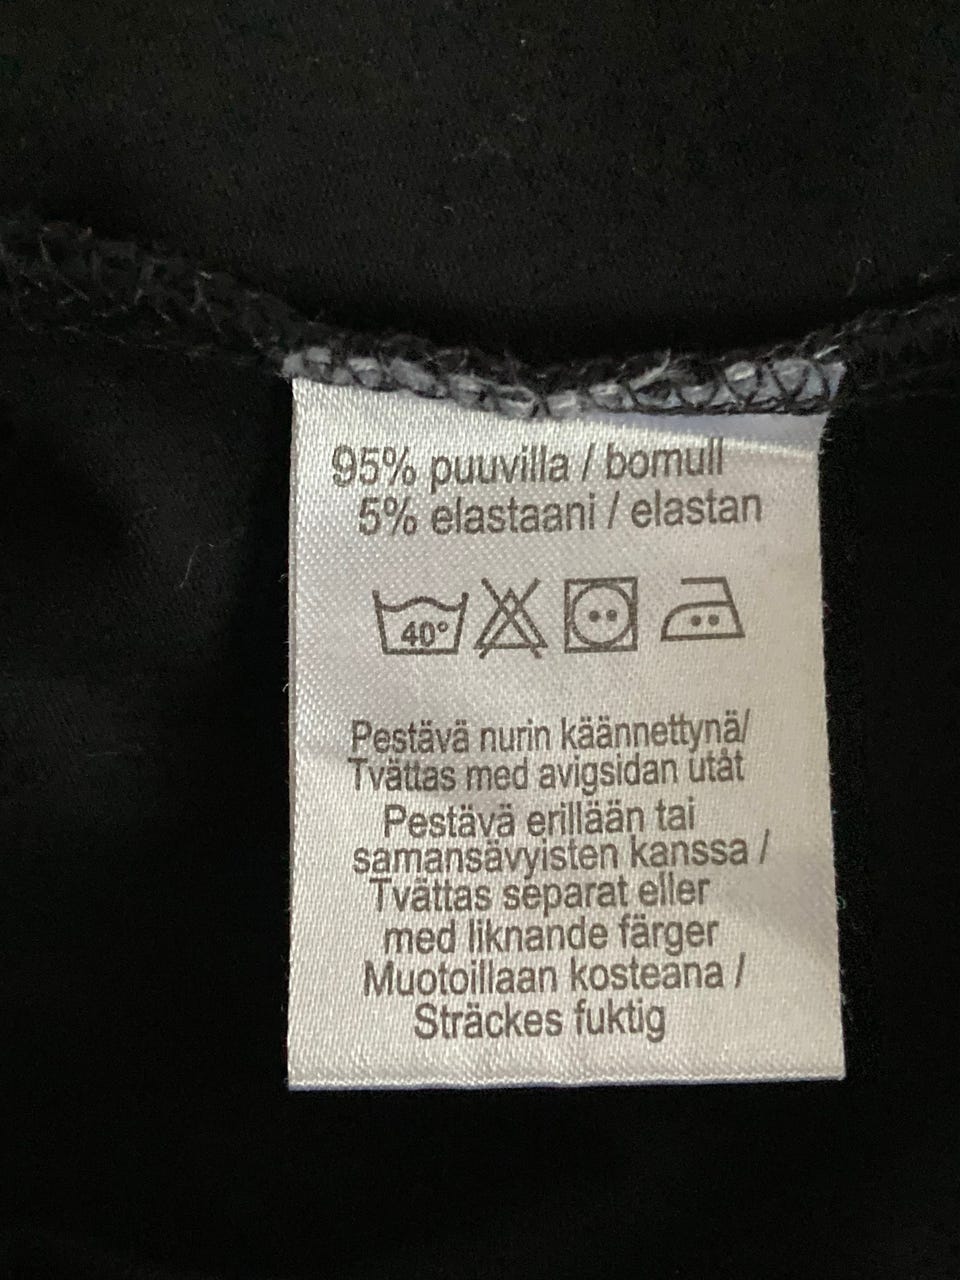 95% puuvilla / bomull
5% elastaani / elastan
40°
Pestävä nurin käännettynä/
Tvättas med avigsidan utåt
Pestävä erillään tai
samansävyisten kanssa /
Tvättas separat eller
med liknande färger
Muotoillaan kosteana /
Sträckes fuktig